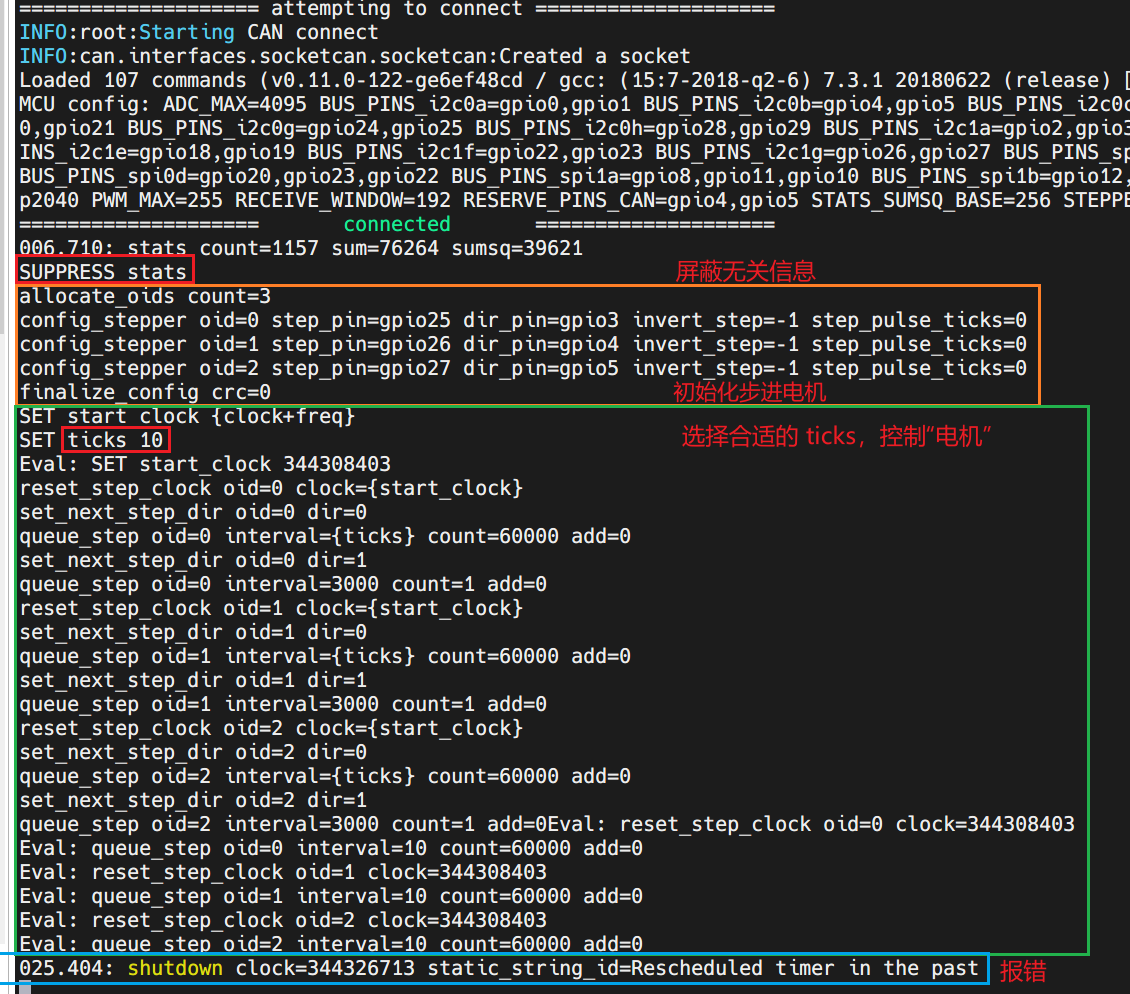 ==================== attempting to connect ====================
INFO:root:Starting CAN connect
INFO:can.interfaces.socketcan.socketcan:Created a socket
Loaded 107 commands (v0.11.0-122-ge6ef48cd / gcc: (15:7-2018-q2-6) 7.3.1 20180622 (release) [
MCU config: ADC_MAX=4095 BUS_PINS_i2c0a=gpio0,gpio1 BUS_PINS_i2c0b=gpio4,gpio5 BUS_PINS_i2c0c
0,gpio21 BUS_PINS_i2c0g=gpio24,gpio25 BUS_PINS_i2c0h=gpio28,gpio29 BUS_PINS_i2c1a=gpio2,gpio3
INS_i2c1e=gpio18,gpio19 BUS_PINS_i2c1f=gpio22,gpio23 BUS_PINS_i2c1g=gpio26,gpio27 BUS_PINS_sp
BUS_PINS_spi0d=gpio20,gpio23,gpio22 BUS_PINS_spi1a=gpio8,gpio11,gpio10 BUS_PINS_spi1b=gpio12,
p2040 PWM_MAX=255 RECEIVE_WINDOW=192 RESERVE_PINS_CAN=gpio4,gpio5 STATS_SUMSQ_BASE=256 STEPPE
==================== connected ====================
006.710: stats count=1157 sum=76264 sumsq=39621
SUPPRESS stats 屏蔽无关信息
allocate_oids count=3
config_stepper oid=0 step_pin=gpio25 dir_pin=gpio3 invert_step=-1 step_pulse_ticks=0
config_stepper oid=1 step_pin=gpio26 dir_pin=gpio4 invert_step=-1 step_pulse_ticks=0
config_stepper oid=2 step_pin=gpio27 dir_pin=gpio5 invert_step=-1 step_pulse_ticks=0
finalize_config crc=0 初始化步进电机
SET start_clock {clock+freq}
SET ticks 10 选择合适的 ticks，控制“电机”
Eval: SET start_clock 344308403
reset_step_clock oid=0 clock={start_clock}
set_next_step_dir oid=0 dir=0
queue_step oid=0 interval={ticks} count=60000 add=0
set_next_step_dir oid=0 dir=1
queue_step oid=0 interval=3000 count=1 add=0
reset_step_clock oid=1 clock={start_clock}
set_next_step_dir oid=1 dir=0
queue_step oid=1 interval={ticks} count=60000 add=0
set_next_step_dir oid=1 dir=1
queue_step oid=1 interval=3000 count=1 add=0
reset_step_clock oid=2 clock={start_clock}
set_next_step_dir oid=2 dir=0
queue_step oid=2 interval={ticks} count=60000 add=0
set_next_step_dir oid=2 dir=1
queue_step oid=2 interval=3000 count=1 add=0Eval: reset_step_clock oid=0 clock=344308403
Eval: queue_step oid=0 interval=10 count=60000 add=0
Eval: reset_step_clock oid=1 clock=344308403
Eval: queue_step oid=1 interval=10 count=60000 add=0
Eval: reset_step_clock oid=2 clock=344308403
Eval: queue_step oid=2 interval=10 count=60000 add=0
025.404: shutdown clock=344326713 static_string_id=Rescheduled timer in the past 报错